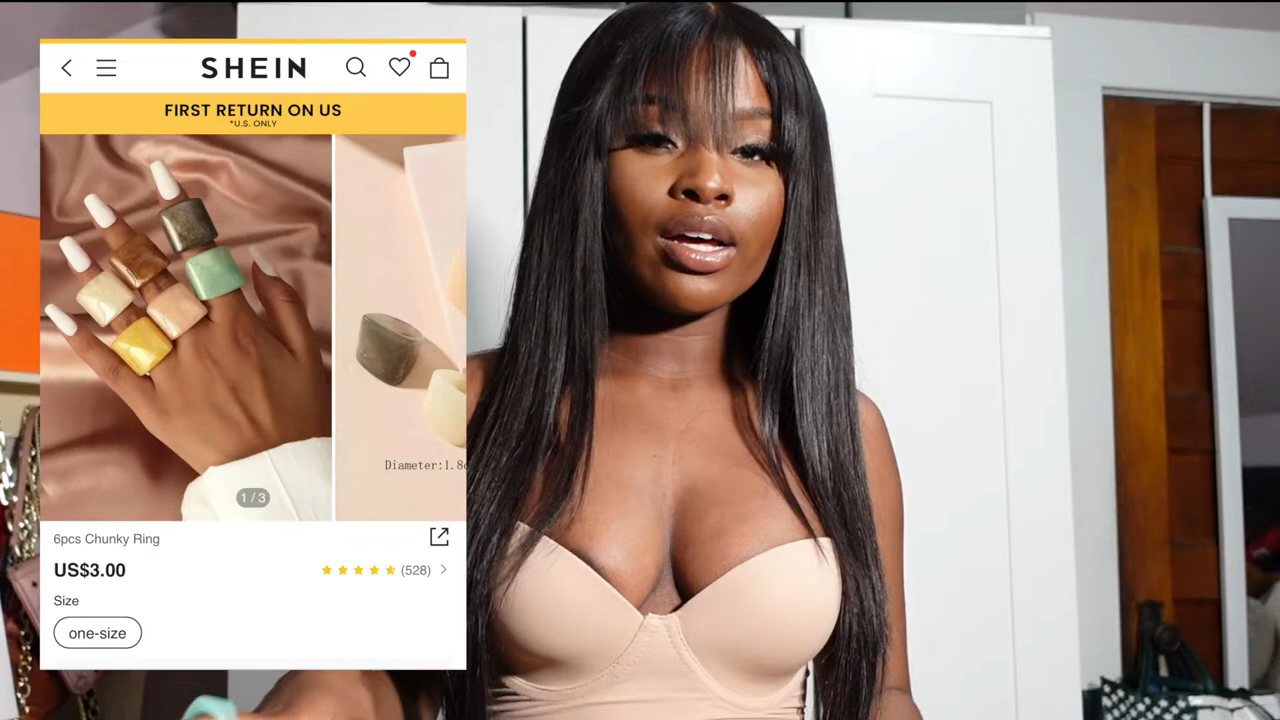 SHEIN
FIRST RETURN ON US
*U.S. ONLY
Diameter:1.8
1 / 3
6pcs Chunky Ring
US$3.00
(528)
Size
one-size